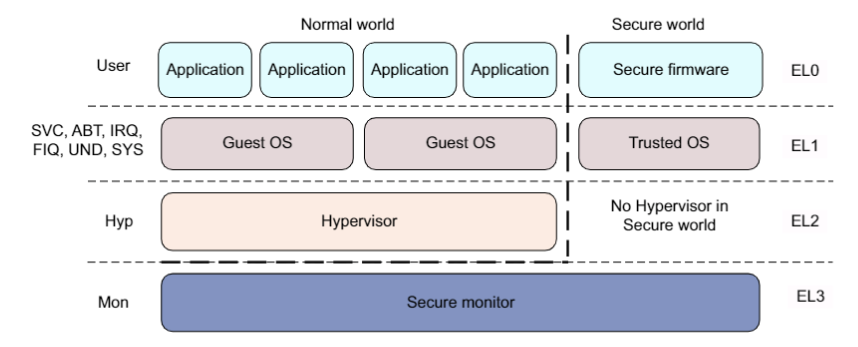 Normal world
Secure world
User
Application
Application
Application
Application
Secure firmware
EL0
SVC, ABT, IRQ,
FIQ, UND, SYS
Guest OS
Guest OS
Trusted OS
EL1
Hyp
Hypervisor
No Hypervisor in
Secure world
EL2
Mon
Secure monitor
EL3